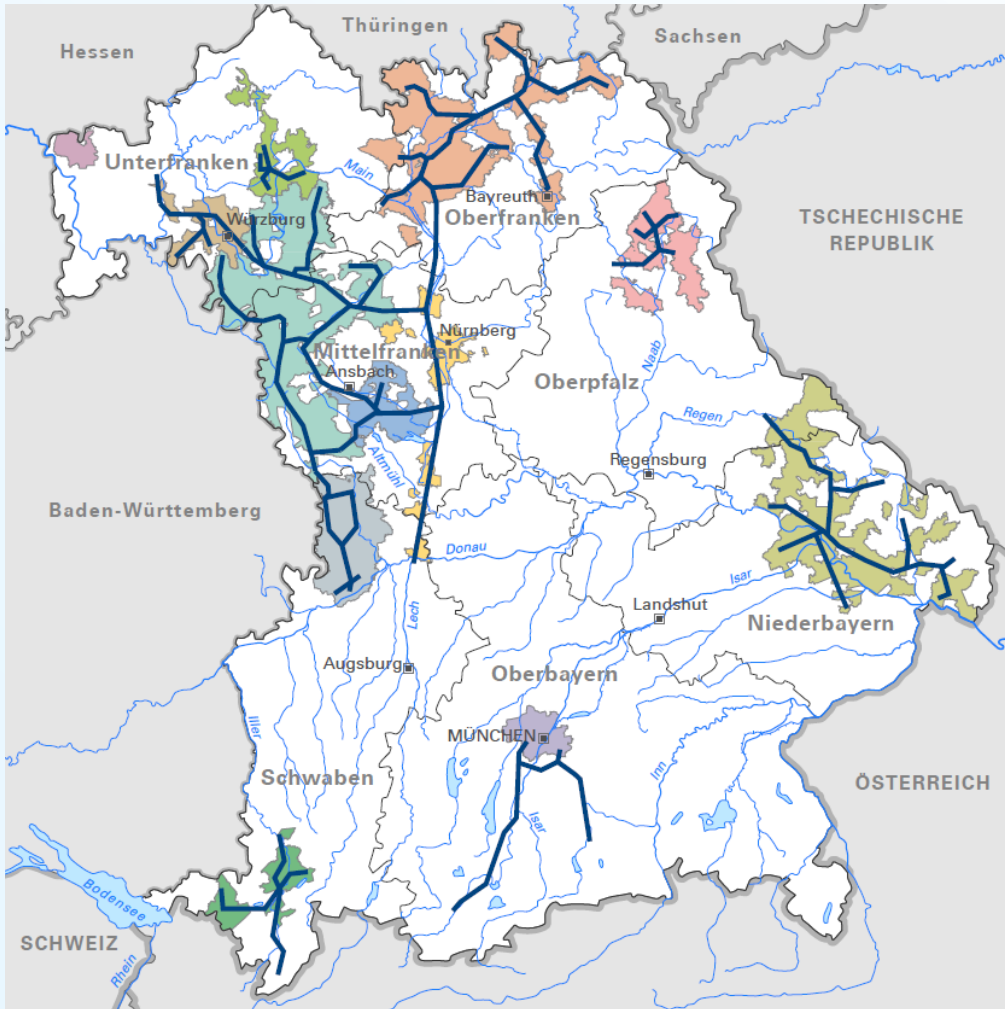 Thüringen
Hessen
Sachsen
Unterfranken
Main
Bayreuth
Oberfranken
Würzburg
TSCHECHISCHE
REPUBLIK
Nürnberg
Mittelfranken
Ansbach
Oberpfalz
Naab
Regen
Altmühl
Regensburg
Baden-Württemberg
Donau
Isar
Lech
Landshut
Niederbayern
Augsburg
Oberbayern
Iller
MÜNCHEN
Inn
Schwaben
ÖSTERREICH
Isar
Bodensee
SCHWEIZ
Rhein